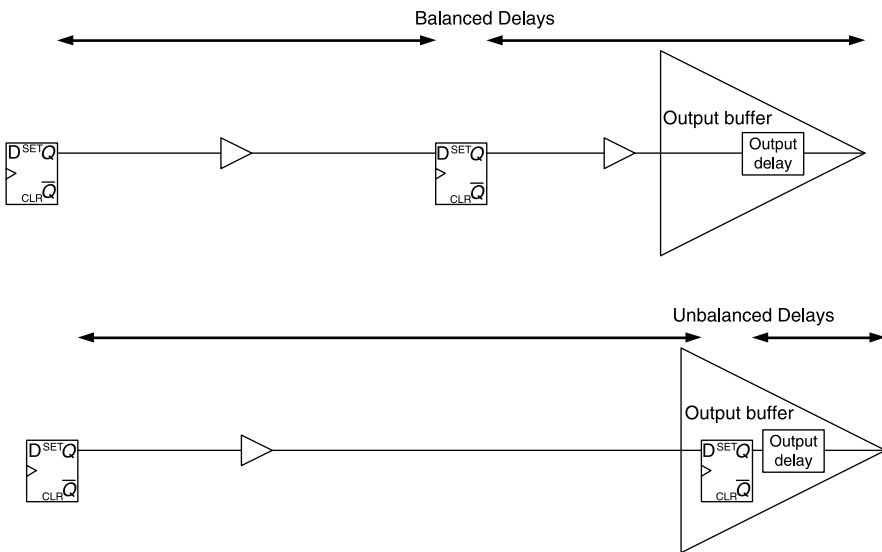 Balanced Delays
Output buffer
D SET Q
Q
CLR
D SET Q
Q
CLR
Output
delay
Unbalanced Delays
Output buffer
D SET Q
Q
CLR
D SET Q
Q
CLR
Output
delay